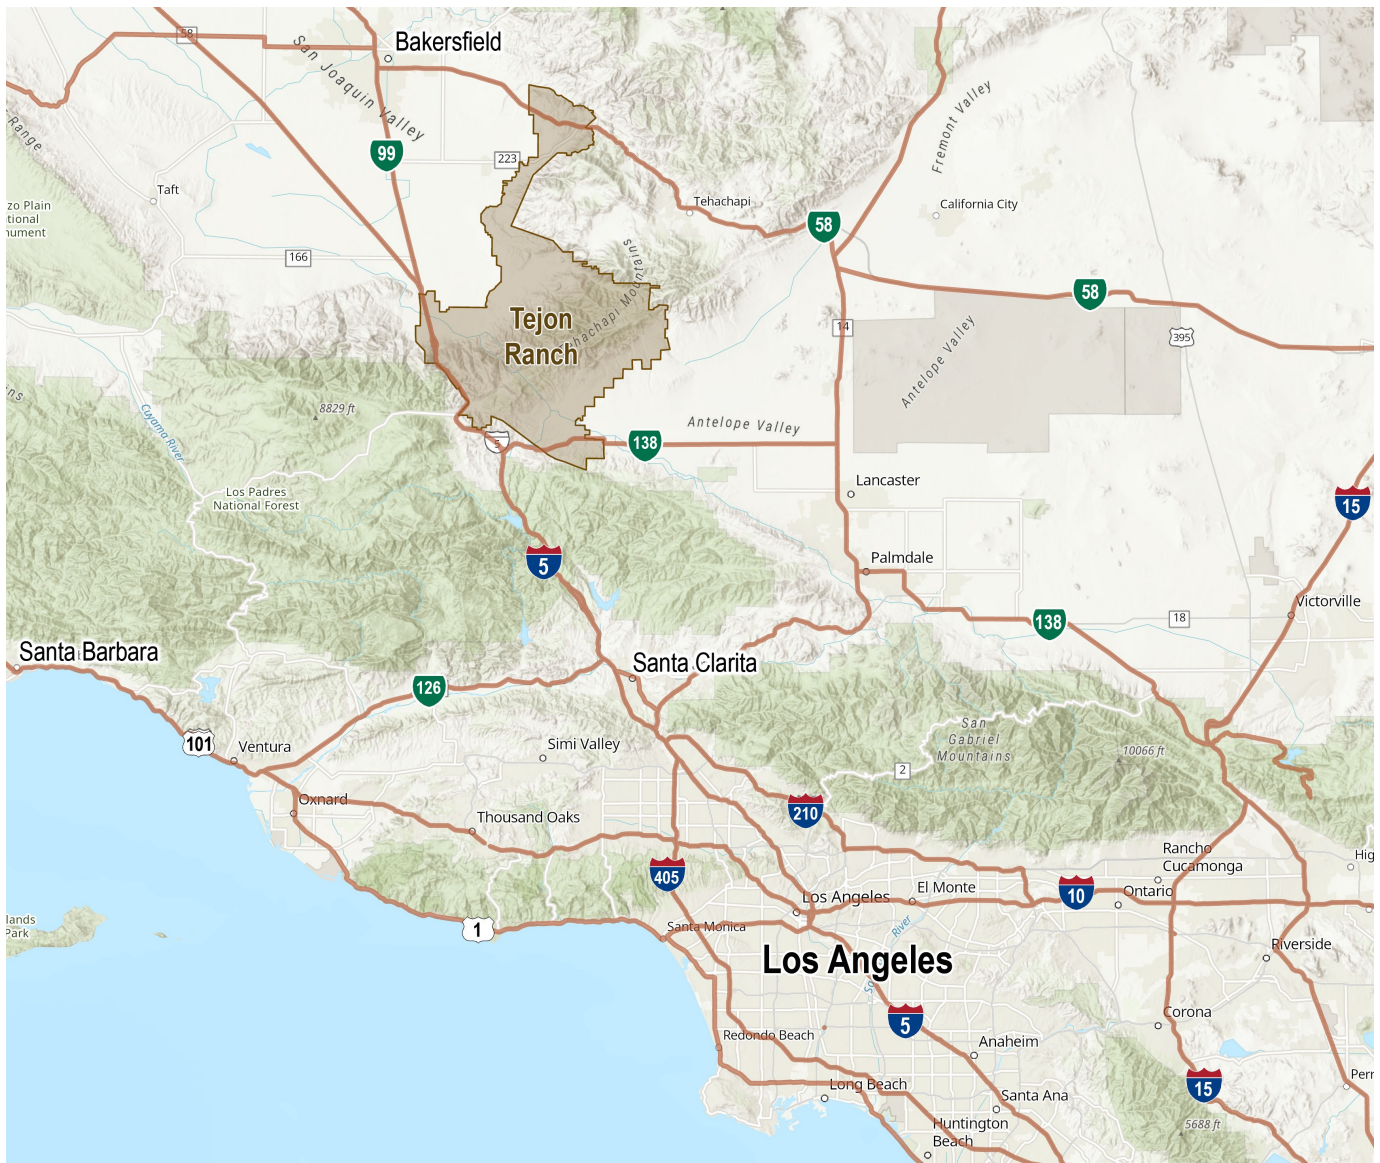 58
Bakersfield
San Joaquin Valley
Fremont Valley
Range
99
223
Taft
Tehachapi
California City
zo Plain
tional
nument
58
166
Tehachapi Mountains
58
Tejon
Ranch
14
395
Antelope Valley
8829 ft
Cuyama River
Antelope Valley
5
138
Lancaster
Los Padres
National Forest
15
5
Palmdale
Victorville
138
18
Santa Barbara
Santa Clarita
126
101
Ventura
Simi Valley
San
Gabriel
Mountains
10066 ft
2
Oxnard
210
Thousand Oaks
Rancho
Cucamonga
Hig
405
El Monte
10
Ontario
Los Angeles
lands
Park
1
Santa Monica
River
Riverside
Los Angeles
5
Corona
Redondo Beach
Anaheim
Perr
Long Beach
15
Santa Ana
Huntington
Beach
5688 ft